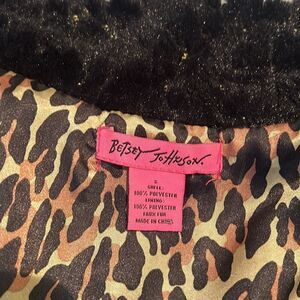 BETSEY JOHNSON.
S
SHELL:
100% POLYESTER
LINING:
100% POLYESTER
FAUX FUR
MADE IN CHINA